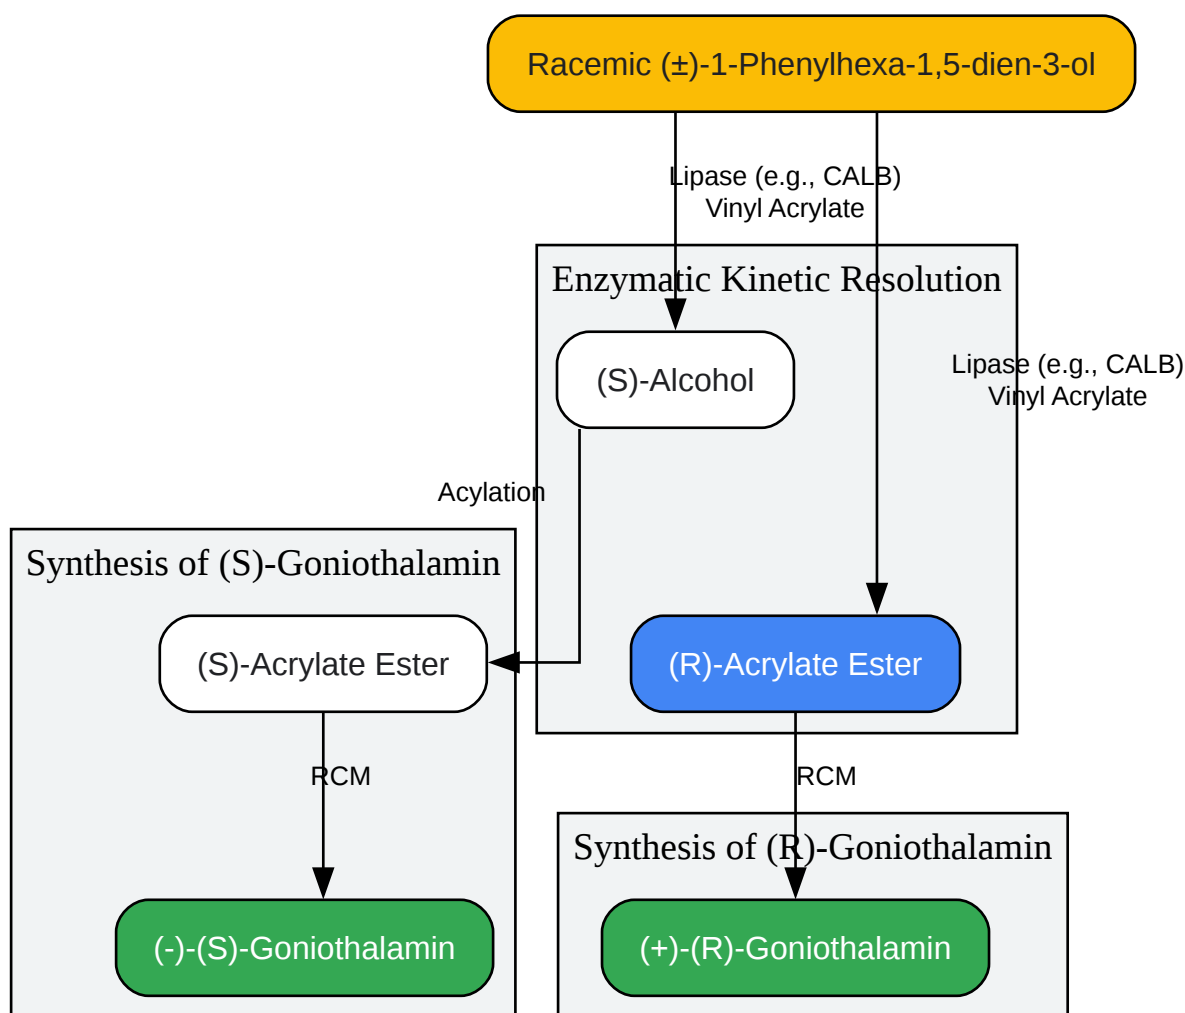 Racemic (±)-1-Phenylhexa-1,5-dien-3-ol
Lipase (e.g., CALB)
Vinyl Acrylate
Enzymatic Kinetic Resolution
(S)-Alcohol
Lipase (e.g., CALB)
Vinyl Acrylate
Acylation
Synthesis of (S)-Goniothalamin
(S)-Acrylate Ester
(R)-Acrylate Ester
RCM
RCM
Synthesis of (R)-Goniothalamin
(-)-(S)-Goniothalamin
(+)-(R)-Goniothalamin